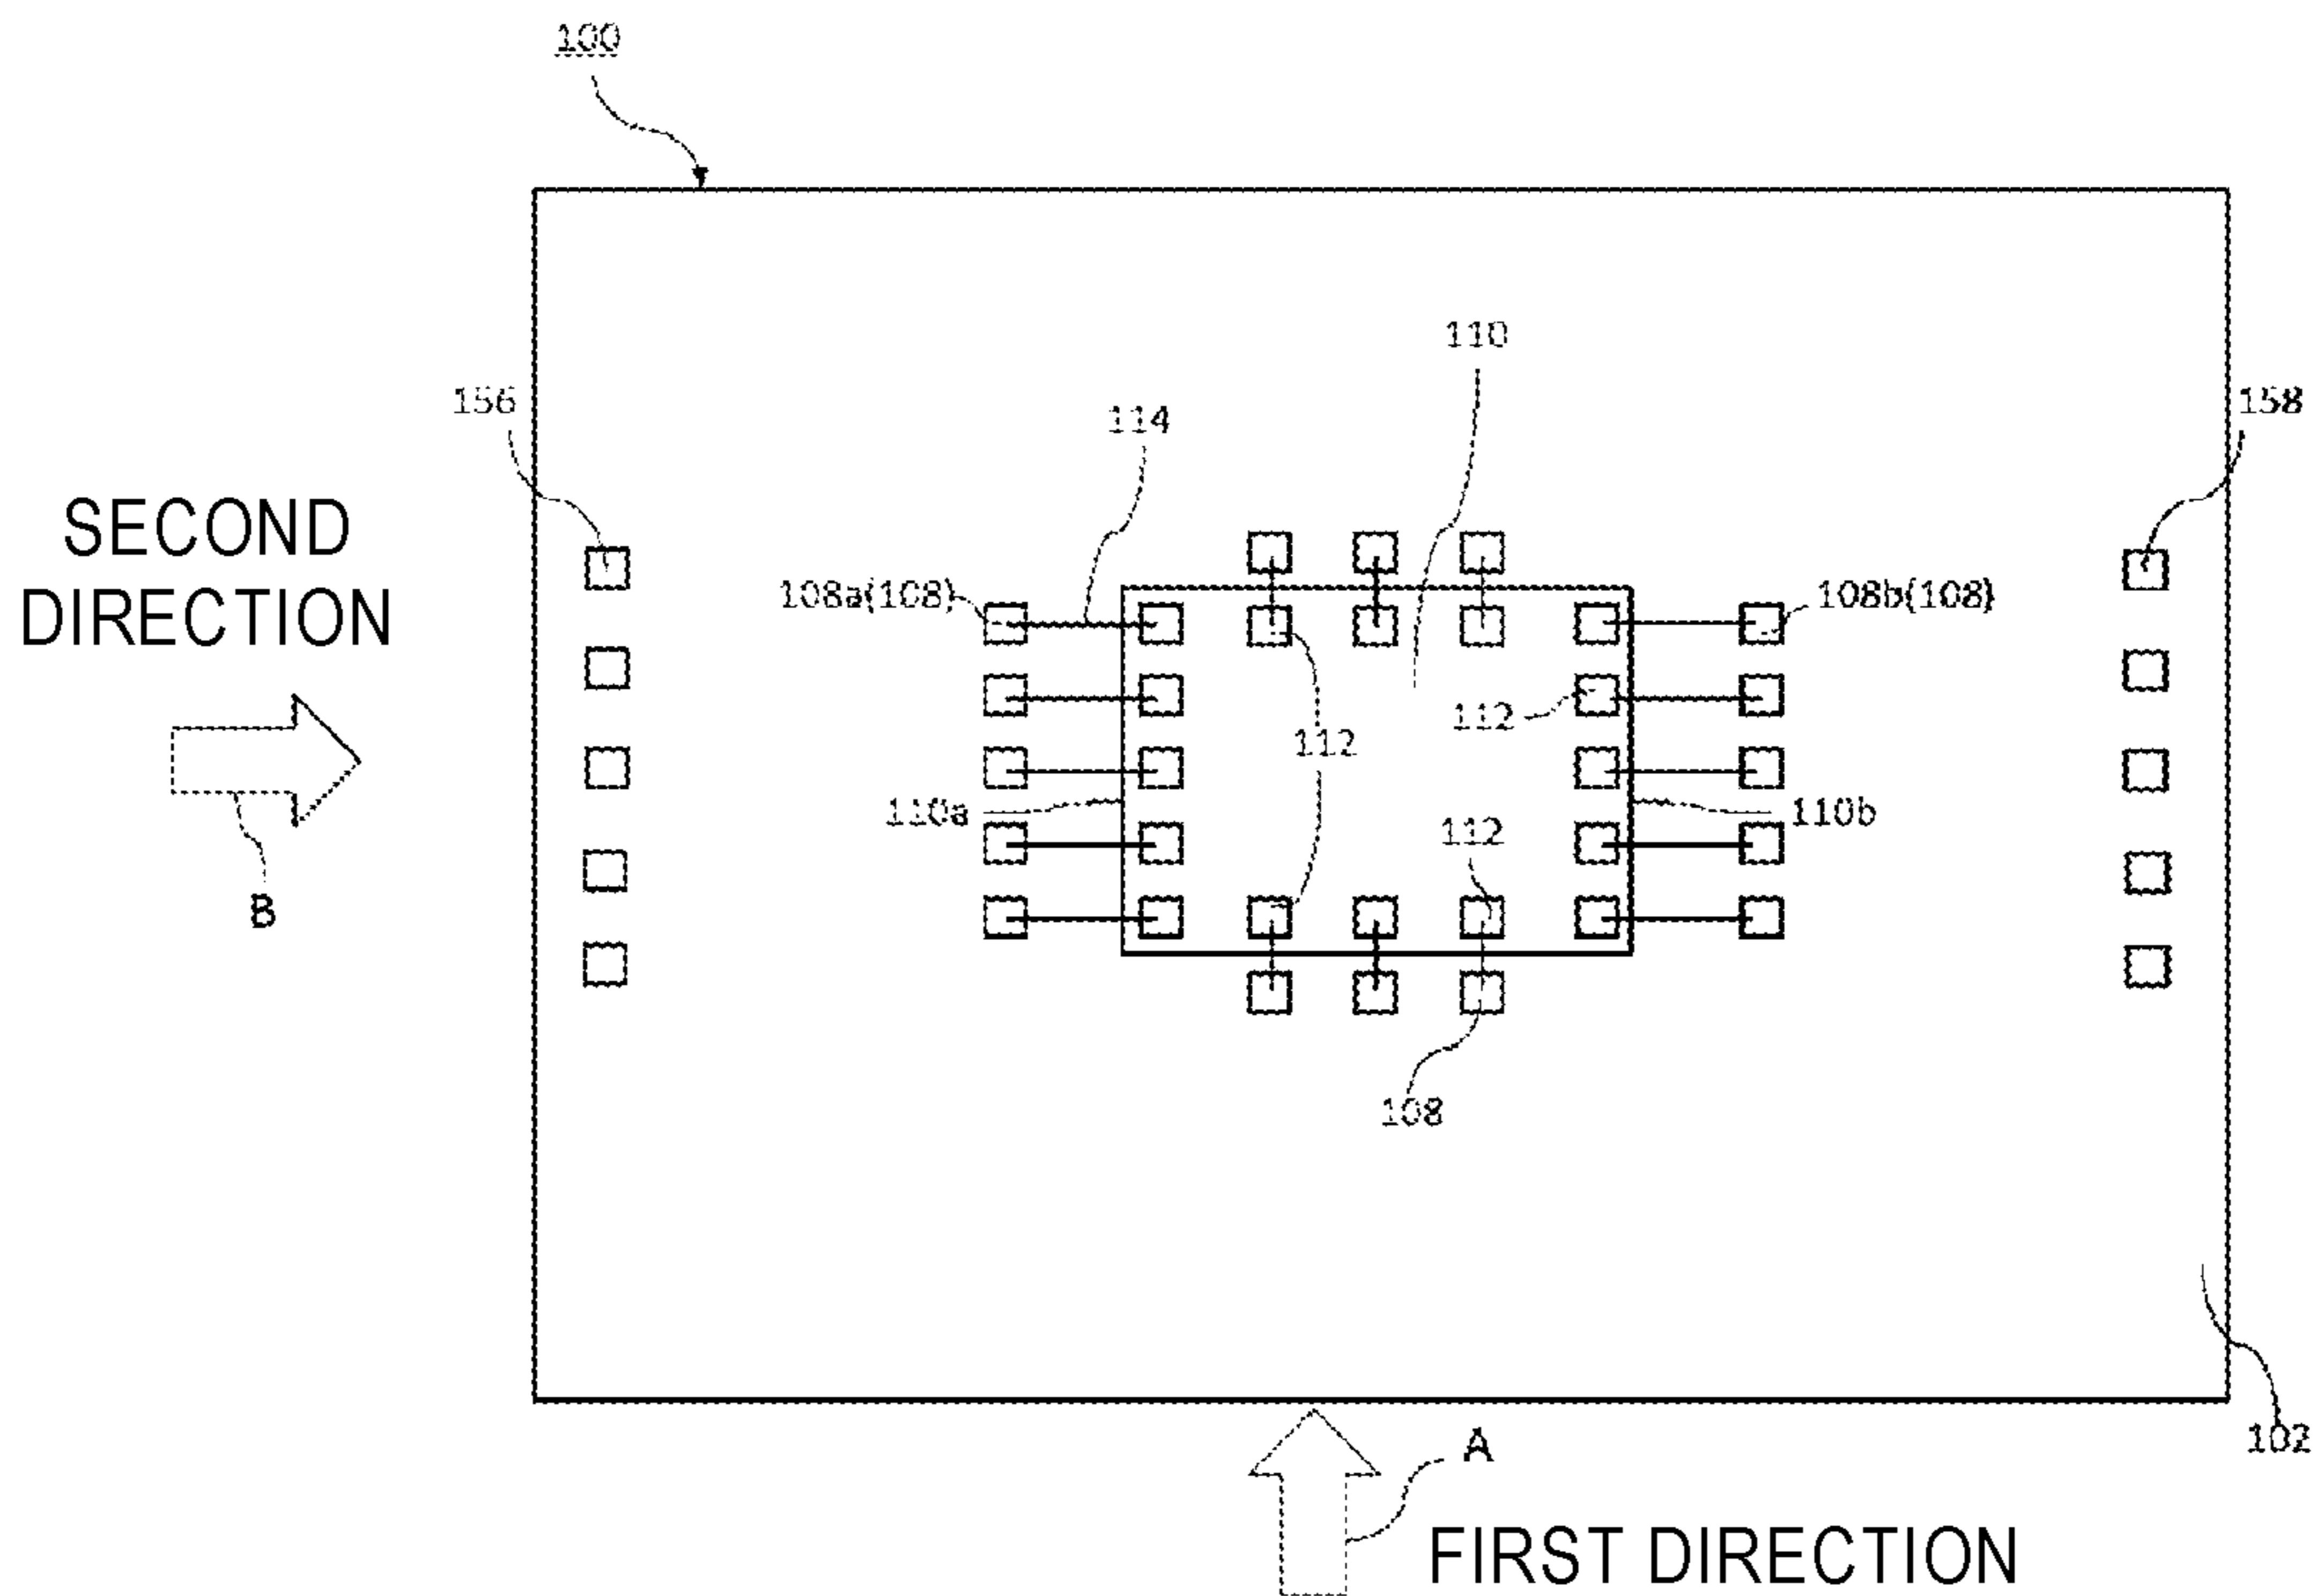 100
110
156
158
114
SECOND
DIRECTION
108a(108)
108b(108)
112
112
110a
110b
112
B
108
102
A
FIRST DIRECTION